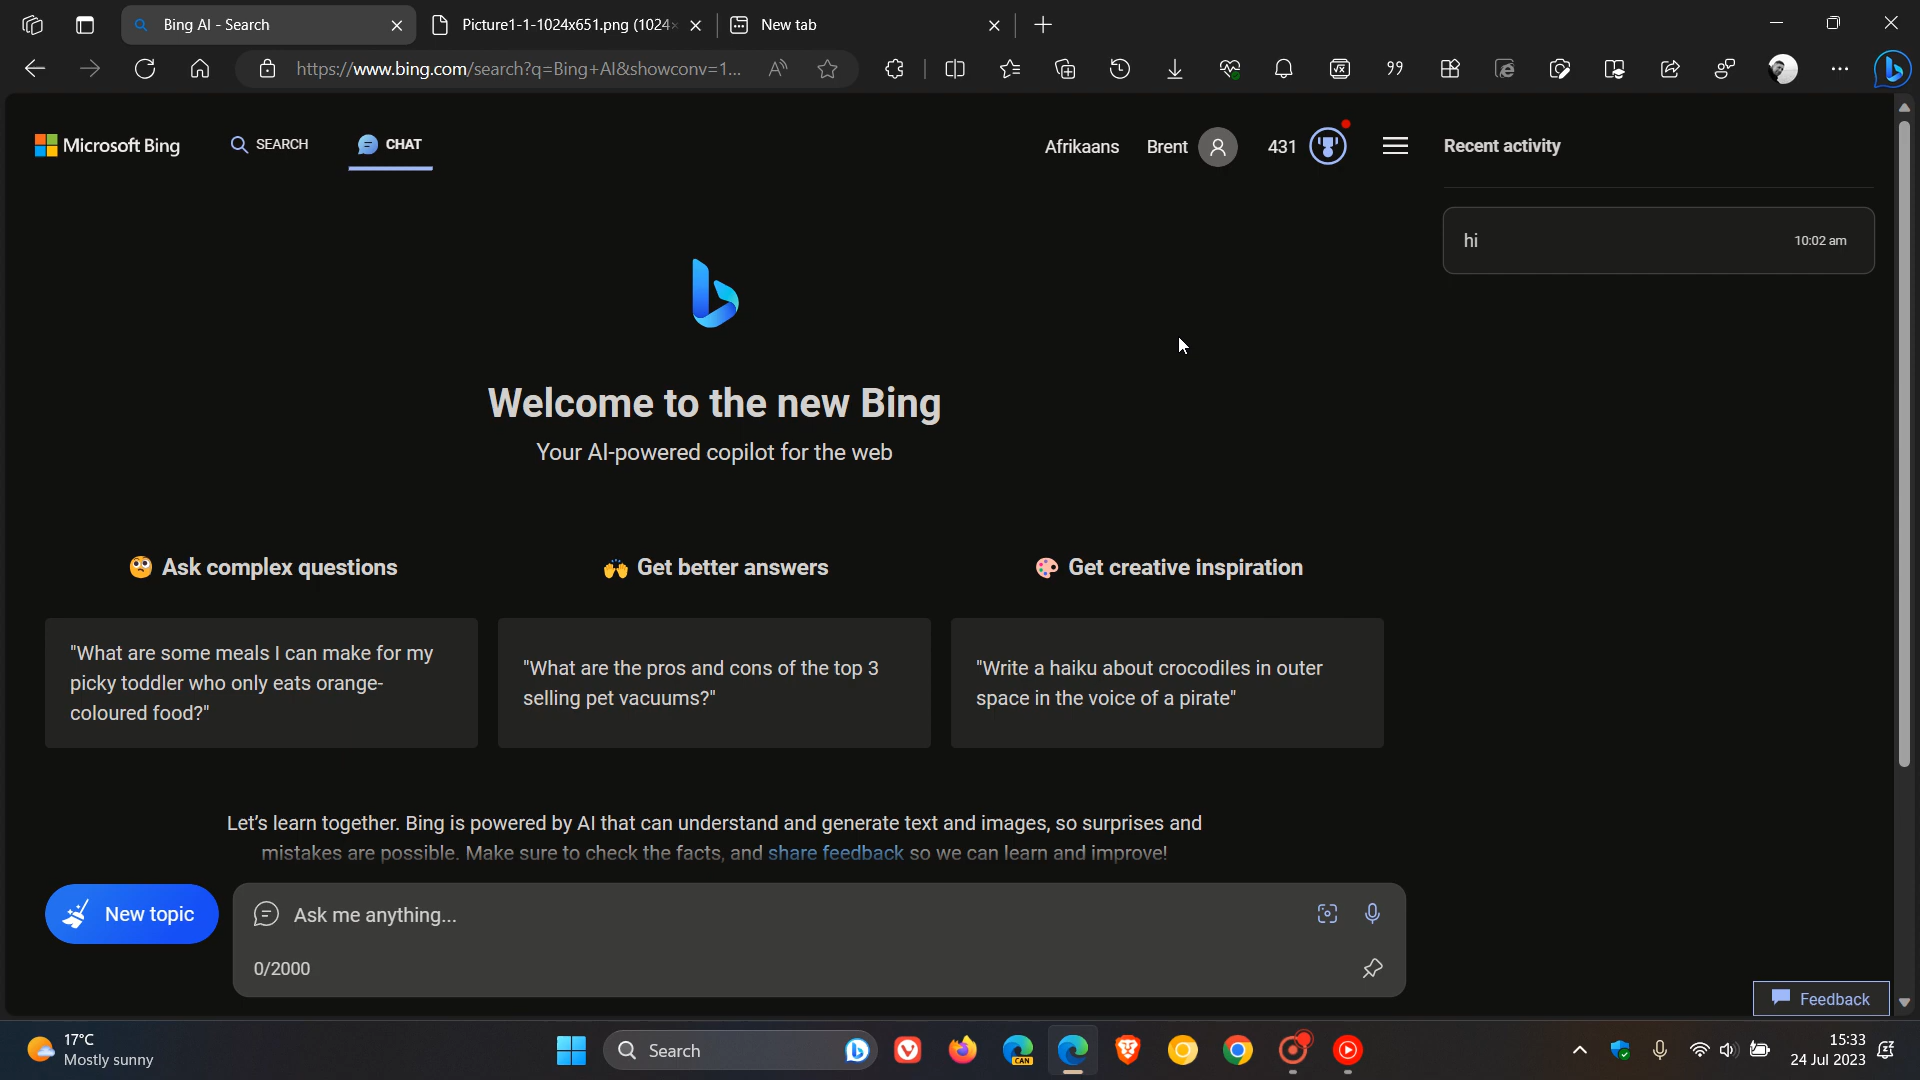 Bing AI - Search
Picture1-1-1024x651.png (1024×
New tab
https://www.bing.com/search?q=Bing+AI&showconv=1...
Microsoft Bing
SEARCH
CHAT
Afrikaans
Brent
431
Recent activity
hi
10:02 am
Welcome to the new Bing
Your AI-powered copilot for the web
Ask complex questions
Get better answers
Get creative inspiration
"What are some meals I can make for my
picky toddler who only eats orange-
coloured food?"
"What are the pros and cons of the top 3
selling pet vacuums?"
"Write a haiku about crocodiles in outer
space in the voice of a pirate"
Let's learn together. Bing is powered by AI that can understand and generate text and images, so surprises and
mistakes are possible. Make sure to check the facts, and share feedback so we can learn and improve!
New topic
Ask me anything...
0/2000
Feedback
17°C
Mostly sunny
Search
CAN
15:33
24 Jul 2023